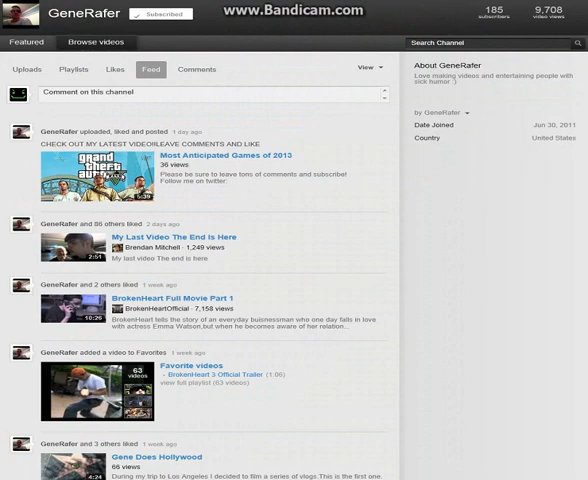 www.Bandicam.com
GeneRafer
Subscribed
185
subscribers
9,708
video views
Featured
Browse videos
Search Channel
Uploads
Playlists
Likes
Feed
Comments
View
Comment on this channel
About GeneRafer
Love making videos and entertaining people with
sick humor :)
by GeneRafer
Date Joined Jun 30, 2011
Country United States
GeneRafer uploaded, liked and posted 1 day ago
CHECK OUT MY LATEST VIDEO!!LEAVE COMMENTS AND LIKE
grand
theft
auto
5:39
Most Anticipated Games of 2013
36 views
Please be sure to leave tons of comments and subscribe!
Follow me on twitter:
GeneRafer and 86 others liked 2 days ago
2:51
My Last Video The End Is Here
Brendan Mitchell · 1,249 views
My last video The end is here
GeneRafer and 2 others liked 1 week ago
10:26
BrokenHeart Full Movie Part 1
BrokenHeartOfficial · 7,158 views
BrokenHeart tells the story of an everyday buisnessman who one day falls in love
with actress Emma Watson,but when he becomes aware of her relation...
GeneRafer added a video to Favorites 1 week ago
63
videos
Favorite videos
- BrokenHeart 3 Official Trailer (1:06)
view full playlist (63 videos)
GeneRafer and 3 others liked 1 week ago
4:24
Gene Does Hollywood
66 views
During my trip to Los Angeles I decided to film a series of vlogs.This is the first one.